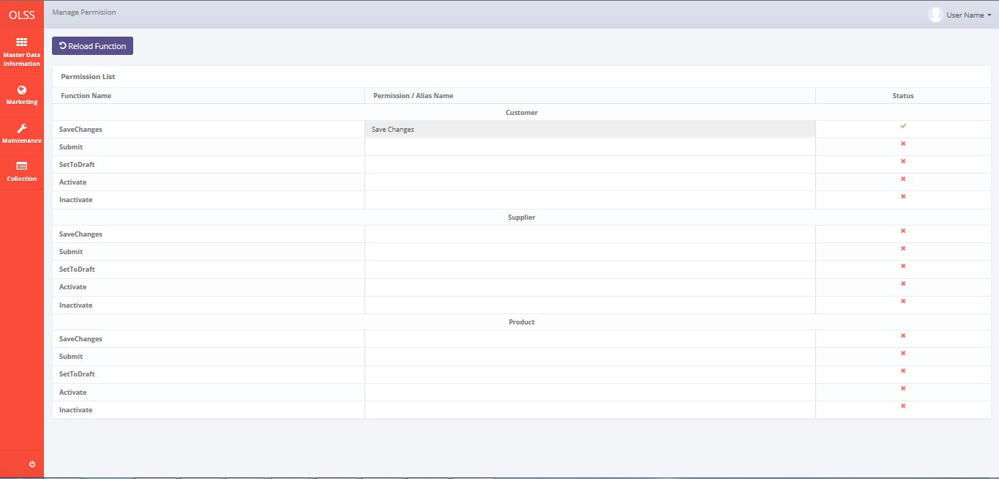 OLSS
Manage Permisiion
User Name
Master Data
Information
Marketing
Maintenance
Collection
Reload Function
Permission List
Function Name Permission / Alias Name Status
Customer
SaveChanges Save Changes
Submit
SetToDraft
Activate
Inactivate
Supplier
SaveChanges
Submit
SetToDraft
Activate
Inactivate
Product
SaveChanges
Submit
SetToDraft
Activate
Inactivate